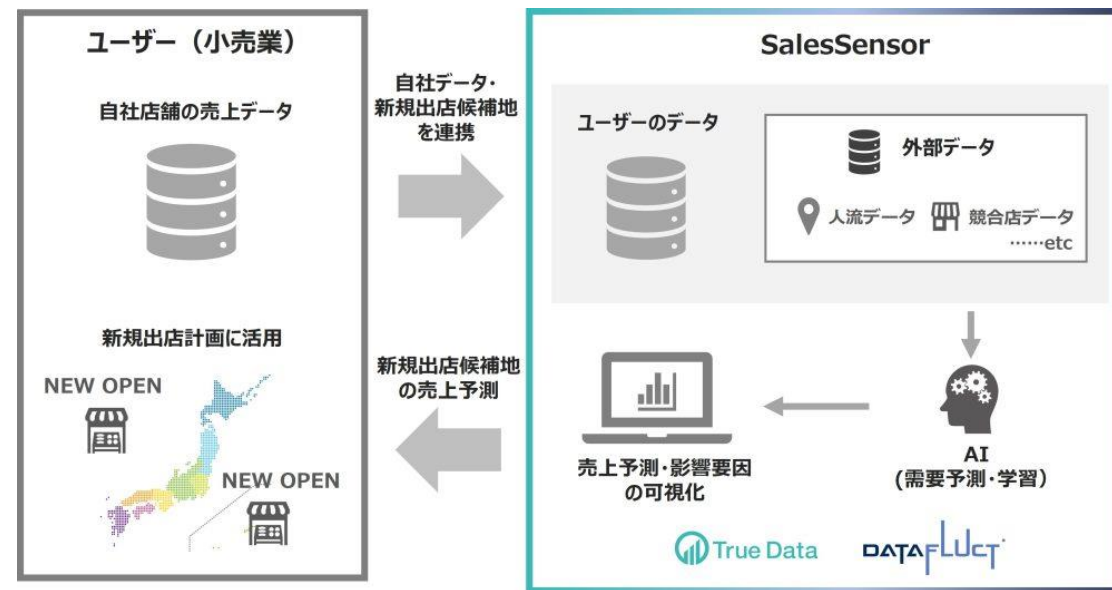 ユーザー（小売業）
自社店舗の売上データ
新規出店計画に活用
NEW OPEN
NEW OPEN
自社データ・
新規出店候補地
を連携
新規出店候補地
の売上予測
SalesSensor
ユーザーのデータ
外部データ
人流データ
競合店データ
……etc
AI
(需要予測・学習）
売上予測・影響要因
の可視化
True Data
DATAFLUCT